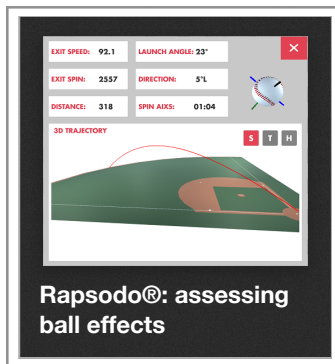 EXIT SPEED: 92.1 LAUNCH ANGLE: 23°
EXIT SPIN: 2557 DIRECTION: 5°L
DISTANCE: 318 SPIN AIXS: 01:04
3D TRAJECTORY
S T H
Rapsodo®: assessing
ball effects